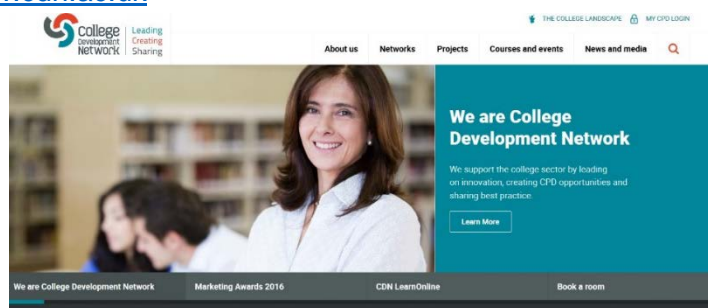 THE COLLEGE LANDSCAPE MY CPD LOGIN
College Leading
Development Creating
Network Sharing
About us Networks Projects Courses and events News and media
We are College
Development Network
We support the college sector by leading
on innovation, creating CPD opportunities and
sharing best practice
Learn More
We are College Development Network Marketing Awards 2016 CDN LearnOnline Book a room